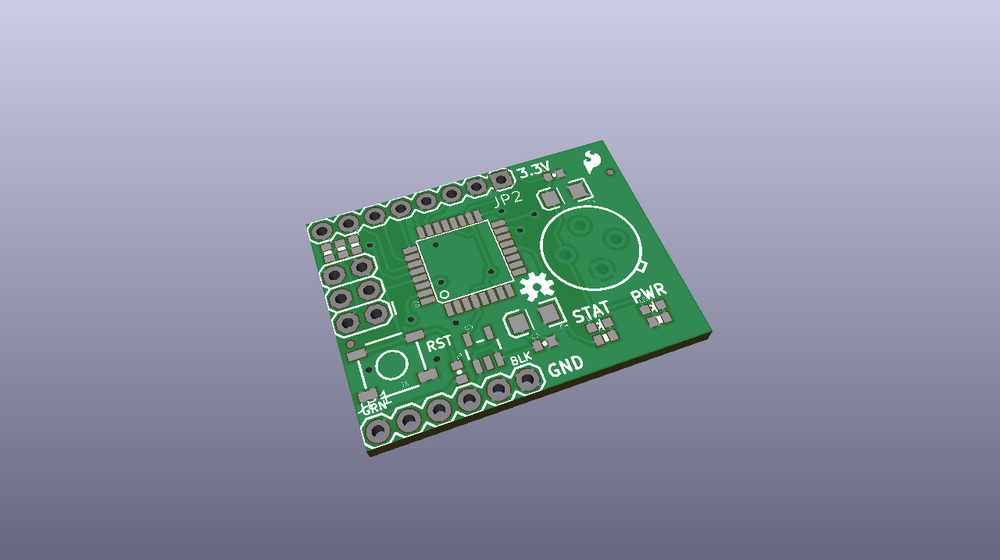 3.3V
JP2
STAT
PWR
RST
BLK
GND
GRN